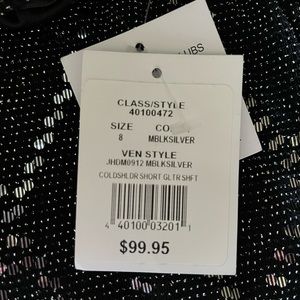 UBS
CLASS/STYLE
40100472
SIZE
8
MBLKSILVER
VEN STYLE
JHDM0912 MBLKSILVER
COLDSHLDR SHORT GLTR SHFT
4 40100 03201 1
$99.95